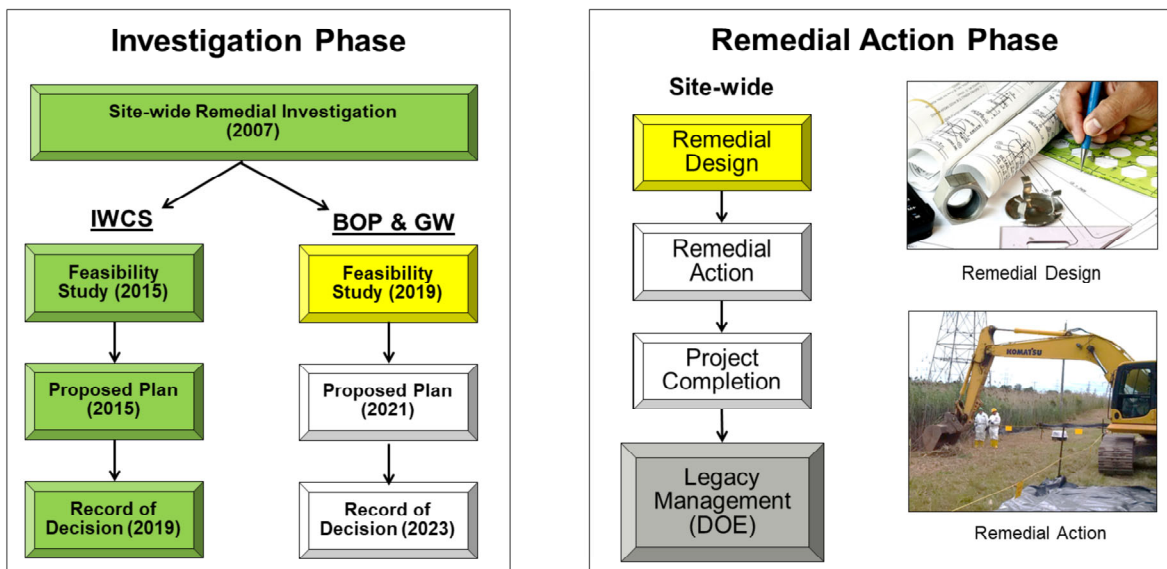 Investigation Phase
Site-wide Remedial Investigation
(2007)
IWCS
BOP & GW
Feasibility
Study (2015)
Feasibility
Study (2019)
Proposed Plan
(2015)
Proposed Plan
(2021)
Record of
Decision (2019)
Record of
Decision (2023)
Remedial Action Phase
Site-wide
Remedial
Design
Remedial
Action
Project
Completion
Legacy
Management
(DOE)
Remedial Design
KOMATSU
Remedial Action